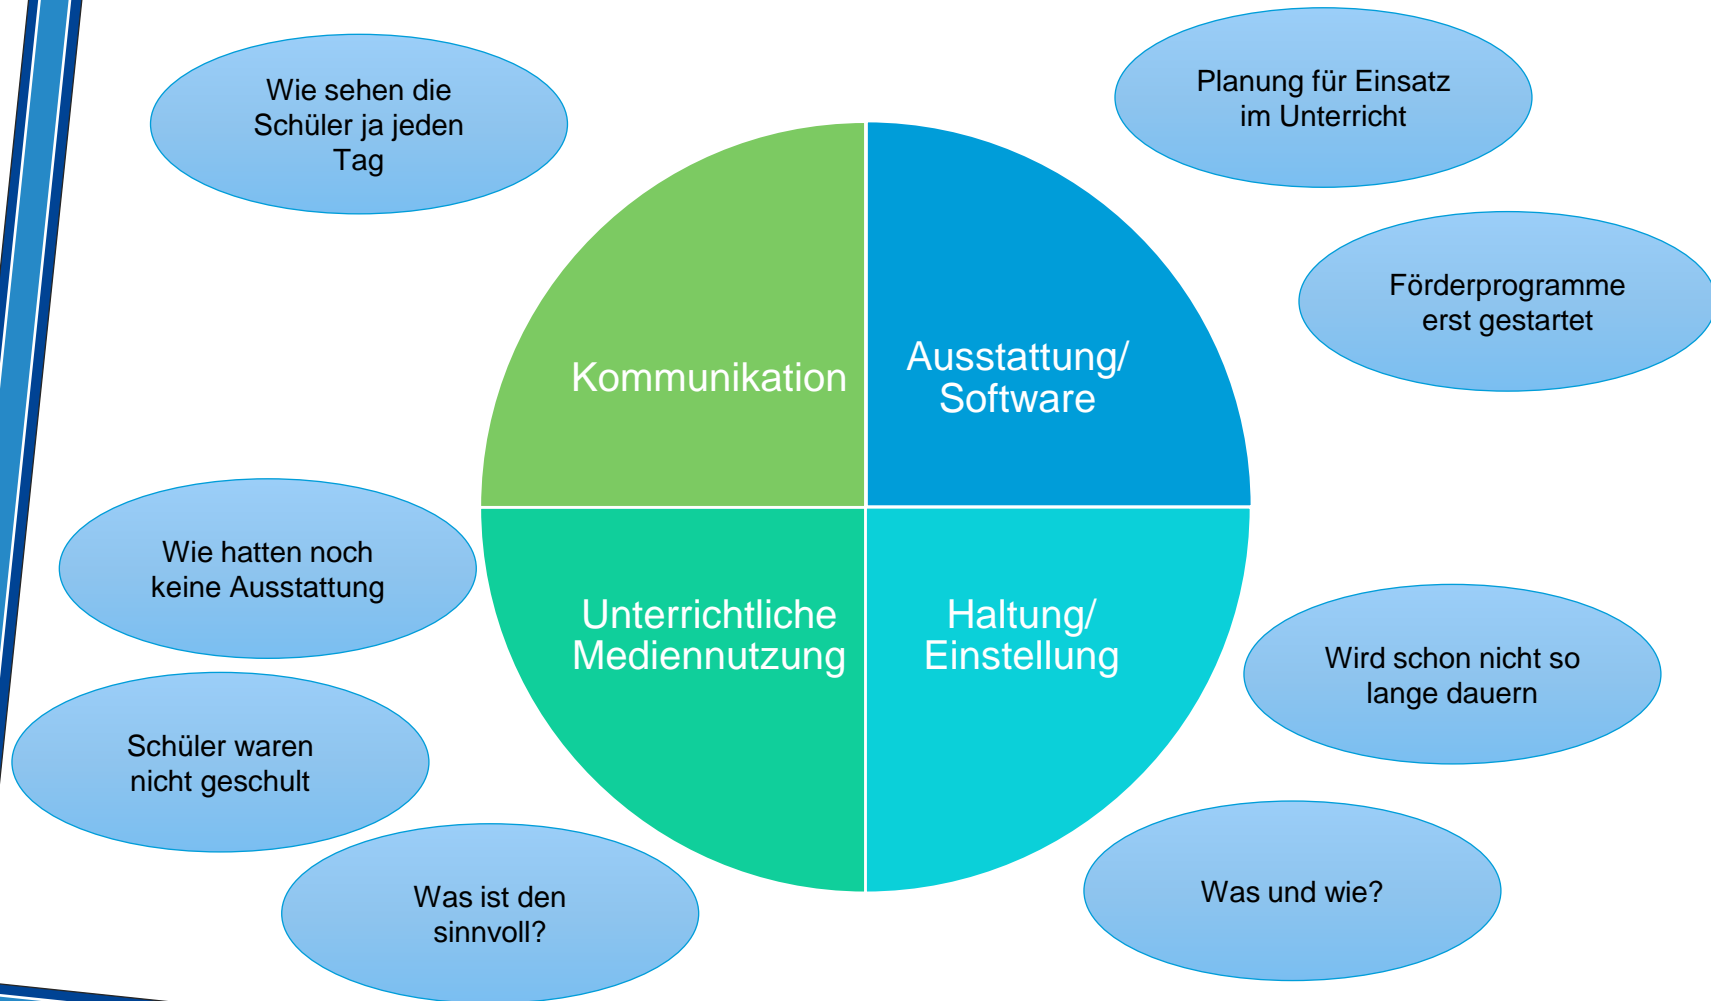 Wie sehen die
Schüler ja jeden
Tag
Planung für Einsatz
im Unterricht
Förderprogramme
erst gestartet
Kommunikation
Ausstattung/
Software
Wie hatten noch
keine Ausstattung
Unterrichtliche
Mediennutzung
Haltung/
Einstellung
Wird schon nicht so
lange dauern
Schüler waren
nicht geschult
Was ist den
sinnvoll?
Was und wie?